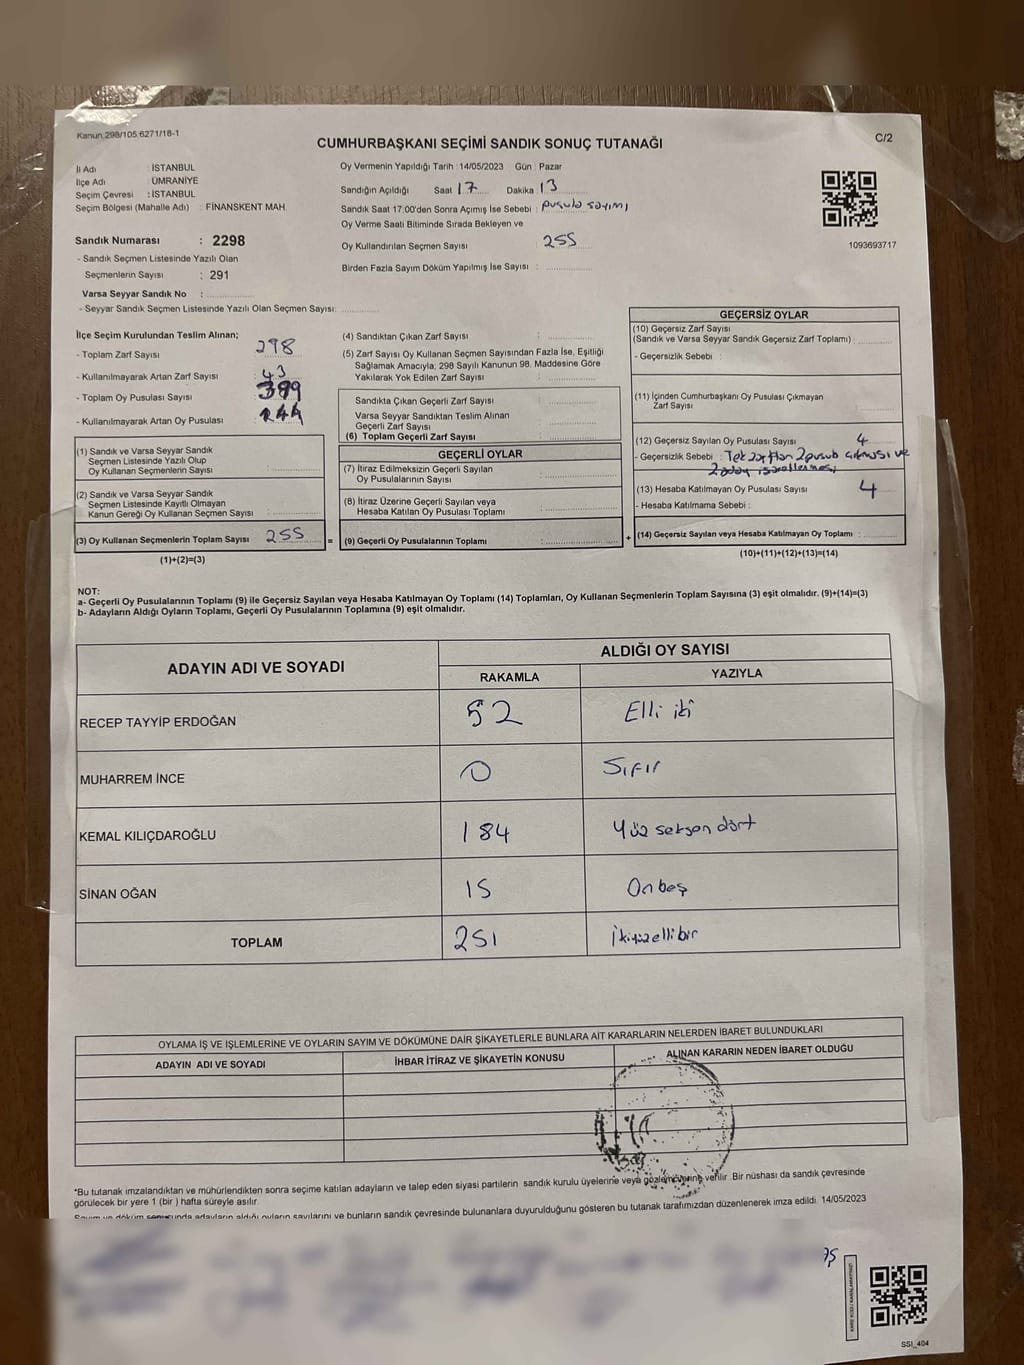 Kanun:298/105.6271/18-1
C/2
CUMHURBAŞKANI SEÇİMİ SANDIK SONUÇ TUTANAĞI
İl Adı : İSTANBUL
İlçe Adı : ÜMRANİYE
Seçim Çevresi : İSTANBUL
Seçim Bölgesi (Mahalle Adı) : FİNANSKENT MAH.
Sandık Numarası : 2298
- Sandık Seçmen Listesinde Yazılı Olan
Seçmenlerin Sayısı : 291
Varsa Seyyar Sandık No :
- Seyyar Sandık Seçmen Listesinde Yazılı Olan Seçmen Sayısı:
Oy Vermenin Yapıldığı Tarih : 14/05/2023 Gün : Pazar
Sandığın Açıldığı Saat 17 Dakika 13
Sandık Saat 17:00'den Sonra Açımış İse Sebebi : pusula sayımı
Oy Verme Saati Bitiminde Sırada Bekleyen ve
Oy Kullandırılan Seçmen Sayısı 255
Birden Fazla Sayım Döküm Yapılmış İse Sayısı :
1093693717
İlçe Seçim Kurulundan Teslim Alınan;
- Toplam Zarf Sayısı 298
- Kullanılmayarak Artan Zarf Sayısı : 43
- Toplam Oy Pusulası Sayısı 399
- Kullanılmayarak Artan Oy Pusulası 144
(1) Sandık ve Varsa Seyyar Sandık
Seçmen Listesinde Yazılı Olup
Oy Kullanan Seçmenlerin Sayısı :
(2) Sandık ve Varsa Seyyar Sandık
Seçmen Listesinde Kayıtlı Olmayan
Kanun Gereği Oy Kullanan Seçmen Sayısı :
(3) Oy Kullanan Seçmenlerin Toplam Sayısı 255
(1)+(2)=(3)
=
(4) Sandıktan Çıkan Zarf Sayısı :
(5) Zarf Sayısı Oy Kullanan Seçmen Sayısından Fazla İse, Eşitliği
Sağlamak Amacıyla; 298 Sayılı Kanunun 98. Maddesine Göre
Yakılarak Yok Edilen Zarf Sayısı :
Sandıkta Çıkan Geçerli Zarf Sayısı :
Varsa Seyyar Sandıktan Teslim Alınan
Geçerli Zarf Sayısı :
(6) Toplam Geçerli Zarf Sayısı :
GEÇERLİ OYLAR
(7) İtiraz Edilmeksizin Geçerli Sayılan
Oy Pusulalarının Sayısı :
(8) İtiraz Üzerine Geçerli Sayılan veya
Hesaba Katılan Oy Pusulası Toplamı :
(9) Geçerli Oy Pusulalarının Toplamı :
+
GEÇERSİZ OYLAR
(10) Geçersiz Zarf Sayısı
(Sandık ve Varsa Seyyar Sandık Geçersiz Zarf Toplamı) :
- Geçersizlik Sebebi :
(11) İçinden Cumhurbaşkanı Oy Pusulası Çıkmayan
Zarf Sayısı :
(12) Geçersiz Sayılan Oy Pusulası Sayısı 4
- Geçersizlik Sebebi : Tek zarftan 2 pusula çıkması ve
2 aday işaretlenmesi
(13) Hesaba Katılmayan Oy Pusulası Sayısı 4
- Hesaba Katılmama Sebebi :
(14) Geçersiz Sayılan veya Hesaba Katılmayan Oy Toplamı :
(10)+(11)+(12)+(13)=(14)
NOT:
a- Geçerli Oy Pusulalarının Toplamı (9) ile Geçersiz Sayılan veya Hesaba Katılmayan Oy Toplamı (14) Toplamları, Oy Kullanan Seçmenlerin Toplam Sayısına (3) eşit olmalıdır. (9)+(14)=(3)
b- Adayların Aldığı Oyların Toplamı, Geçerli Oy Pusulalarının Toplamına (9) eşit olmalıdır.
ADAYIN ADI VE SOYADI
ALDIĞI OY SAYISI
RAKAMLA YAZIYLA
RECEP TAYYİP ERDOĞAN 52 Elli iki
MUHARREM İNCE 0 Sıfır
KEMAL KILIÇDAROĞLU 184 Yüz seksen dört
SİNAN OĞAN 15 On beş
TOPLAM 251 İkiyüzellibir
OYLAMA İŞ VE İŞLEMLERİNE VE OYLARIN SAYIM VE DÖKÜMÜNE DAİR ŞİKAYETLERLE BUNLARA AİT KARARLARIN NELERDEN İBARET BULUNDUKLARI
ADAYIN ADI VE SOYADI İHBAR İTİRAZ VE ŞİKAYETİN KONUSU ALINAN KARARIN NEDEN İBARET OLDUĞU
*Bu tutanak imzalandıktan ve mühürlendikten sonra seçime katılan adayların ve talep eden siyasi partilerin sandık kurulu üyelerine veya gözlemcilerine verilir. Bir nüshası da sandık çevresinde
görülecek bir yere 1 (bir ) hafta süreyle asılır.
Sayım ve döküm sonucunda adayların aldığı oyların sayılarını ve bunların sandık çevresinde bulunanlara duyurulduğunu gösteren bu tutanak tarafımızdan düzenlenerek imza edildi. 14/05/2023
KARE KODU KARALAMAYINIZ!
SSI_404